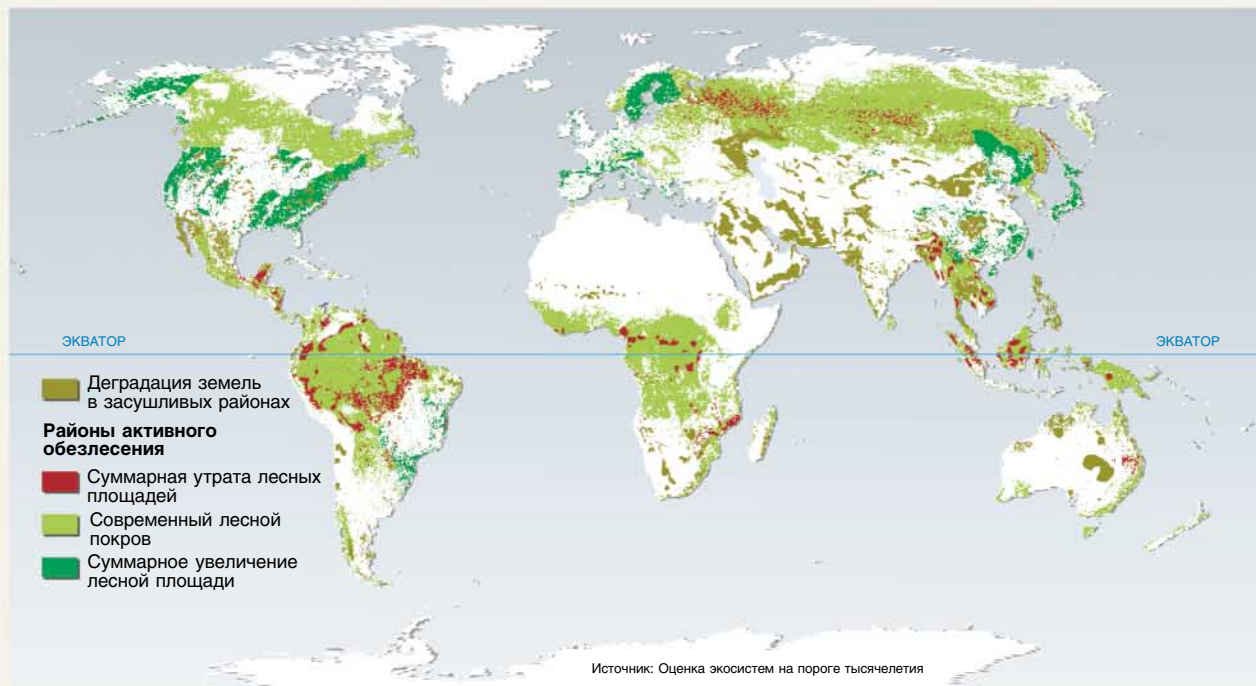 ЭКВАТОР
ЭКВАТОР
Деградация земель
в засушливых районах
Районы активного
обезлесения
Суммарная утрата лесных
площадей
Современный лесной
покров
Суммарное увеличение
лесной площади
Источник: Оценка экосистем на пороге тысячелетия